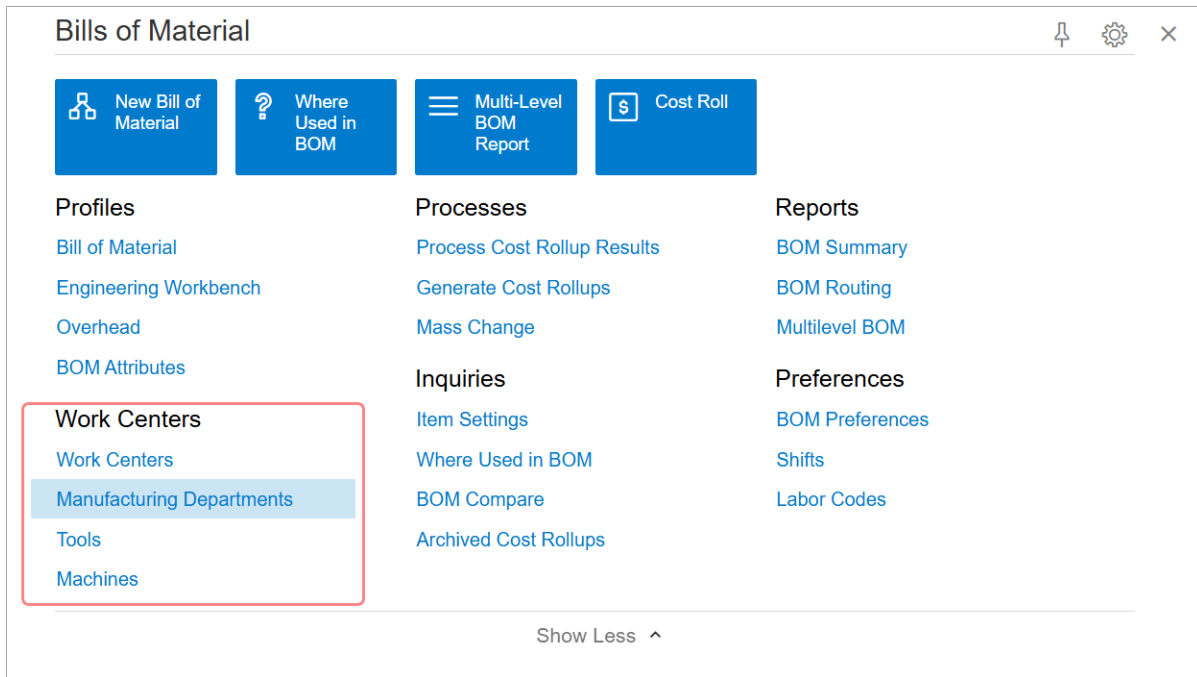 Bills of Material
New Bill of
Material
Where
Used in
BOM
Multi-Level
BOM
Report
$
Cost Roll
Profiles
Bill of Material
Engineering Workbench
Overhead
BOM Attributes
Work Centers
Work Centers
Manufacturing Departments
Tools
Machines
Processes
Process Cost Rollup Results
Generate Cost Rollups
Mass Change
Inquiries
Item Settings
Where Used in BOM
BOM Compare
Archived Cost Rollups
Reports
BOM Summary
BOM Routing
Multilevel BOM
Preferences
BOM Preferences
Shifts
Labor Codes
Show Less